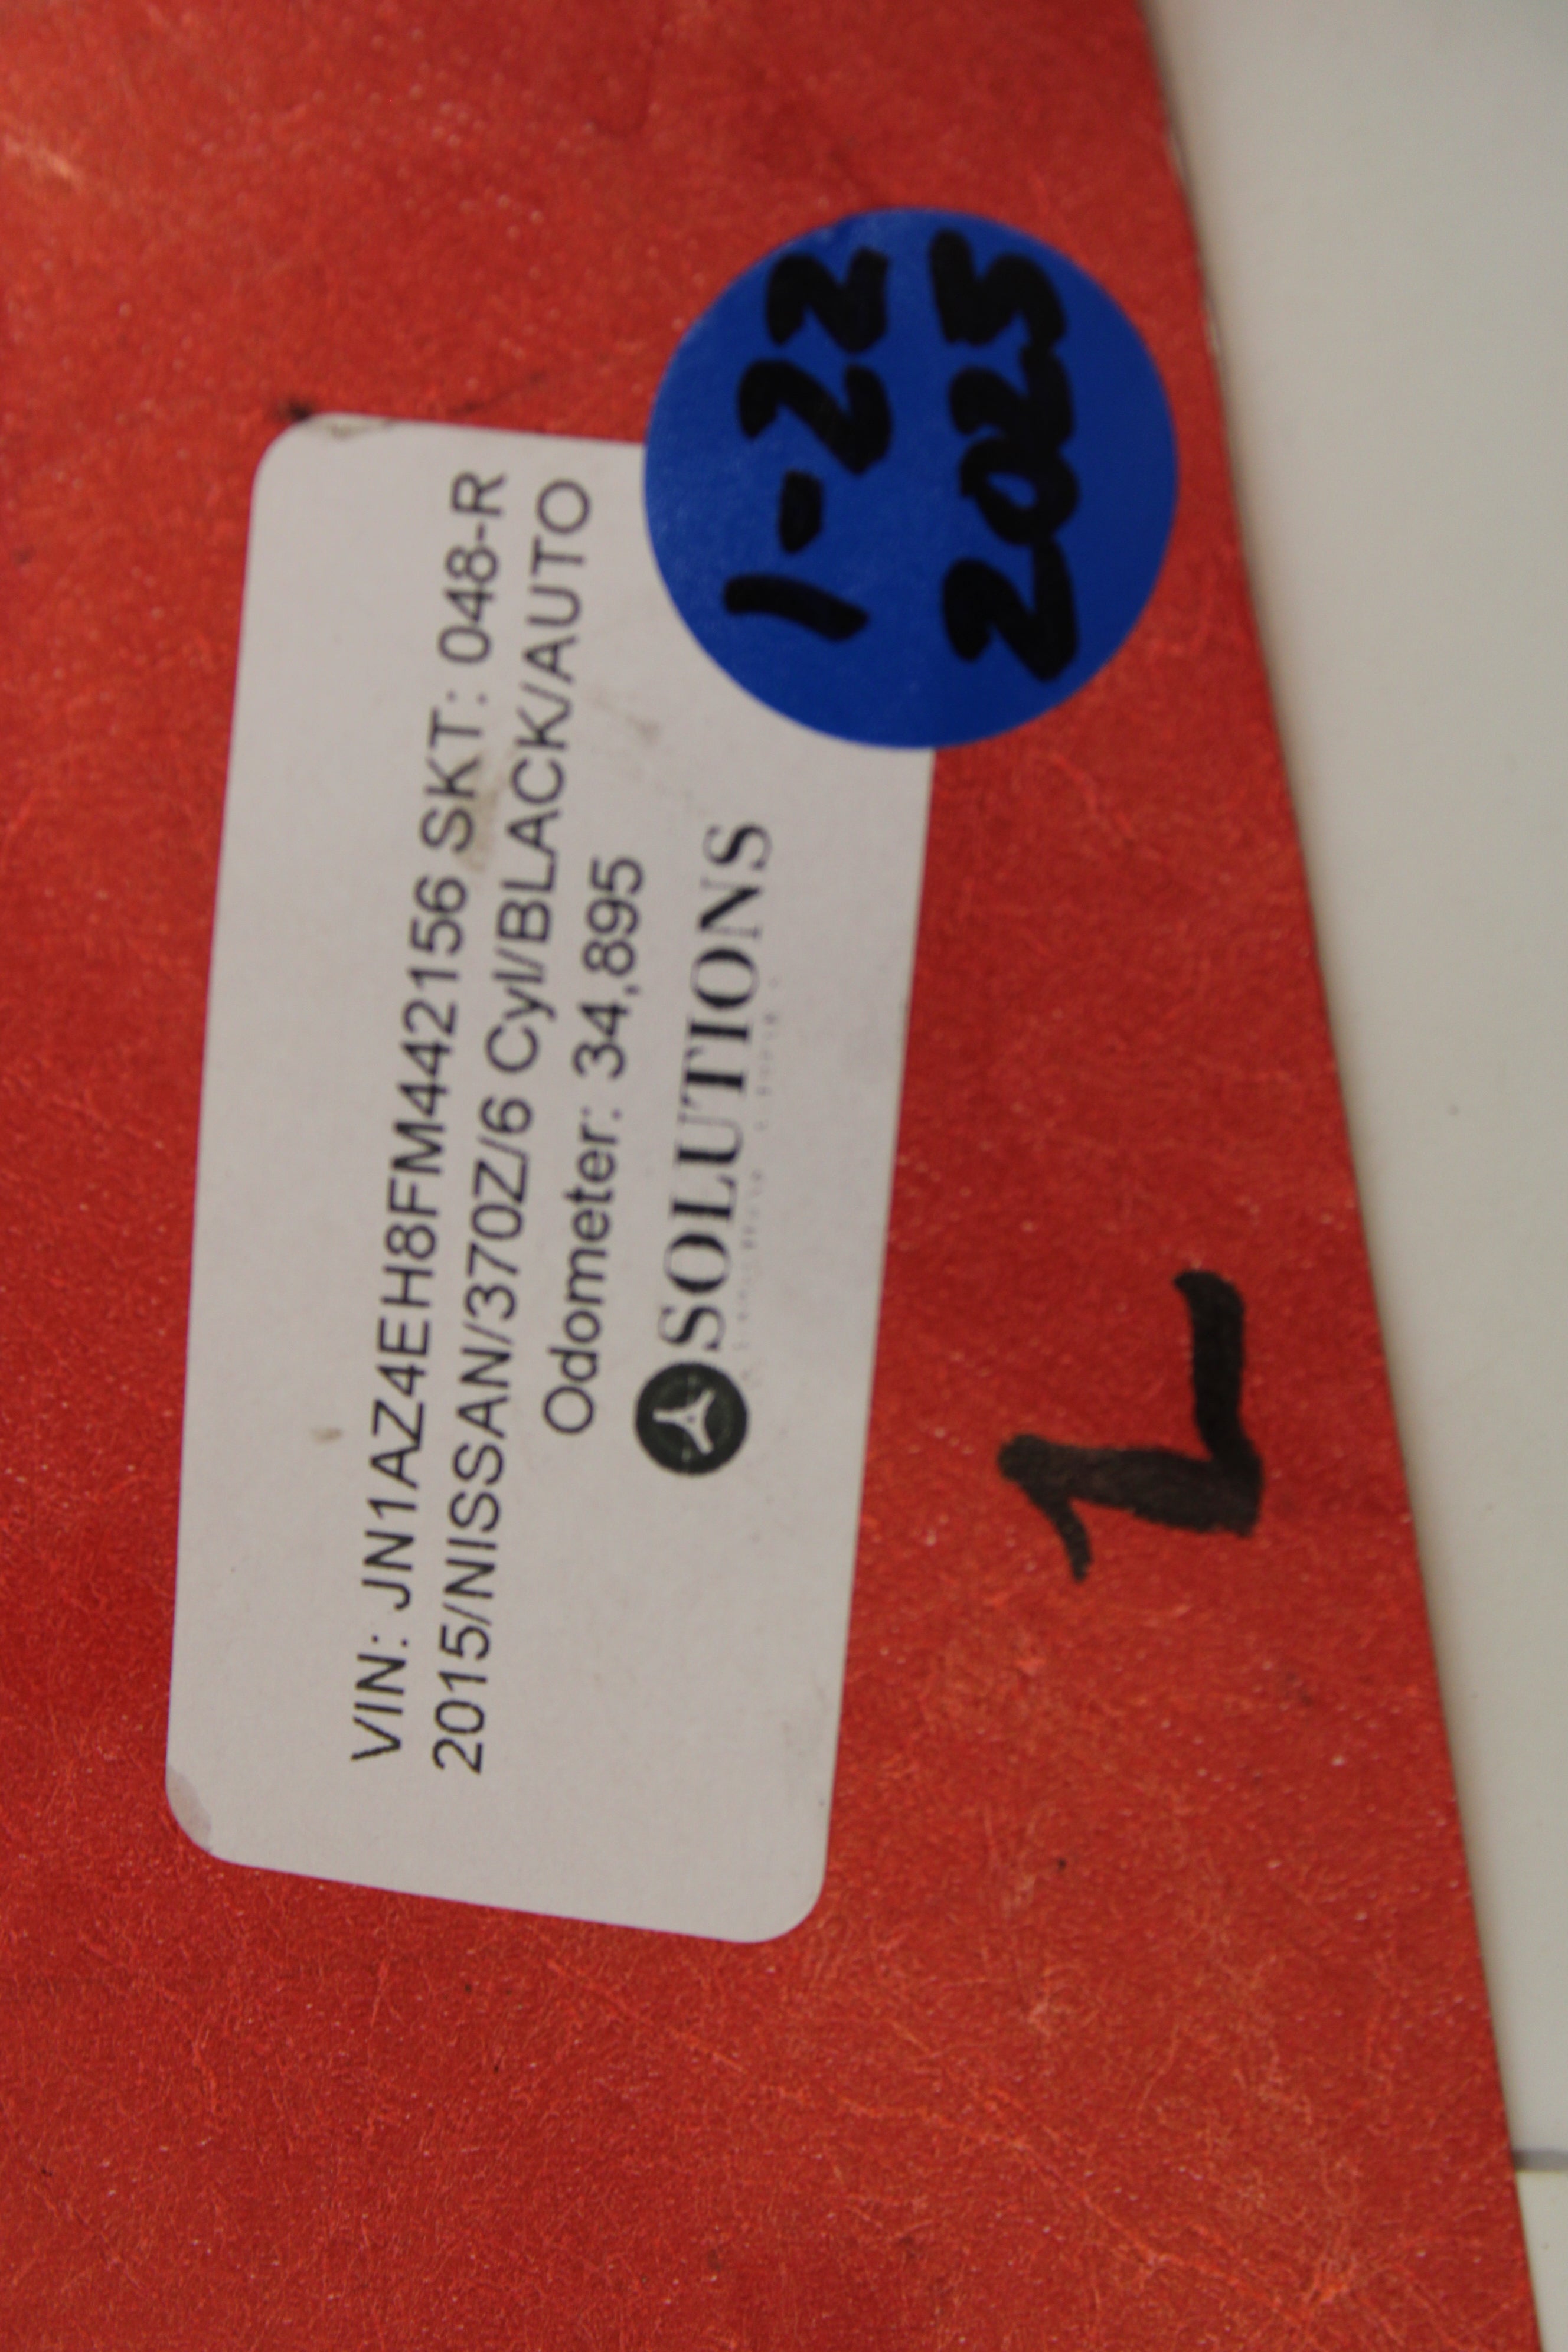 VIN: JN1AZ4EH8FM442156 SKT: 048-R
2015/NISSAN/370Z/6 Cyl/BLACK/AUTO
Odometer: 34,895
SOLUTIONS
1-22
2025